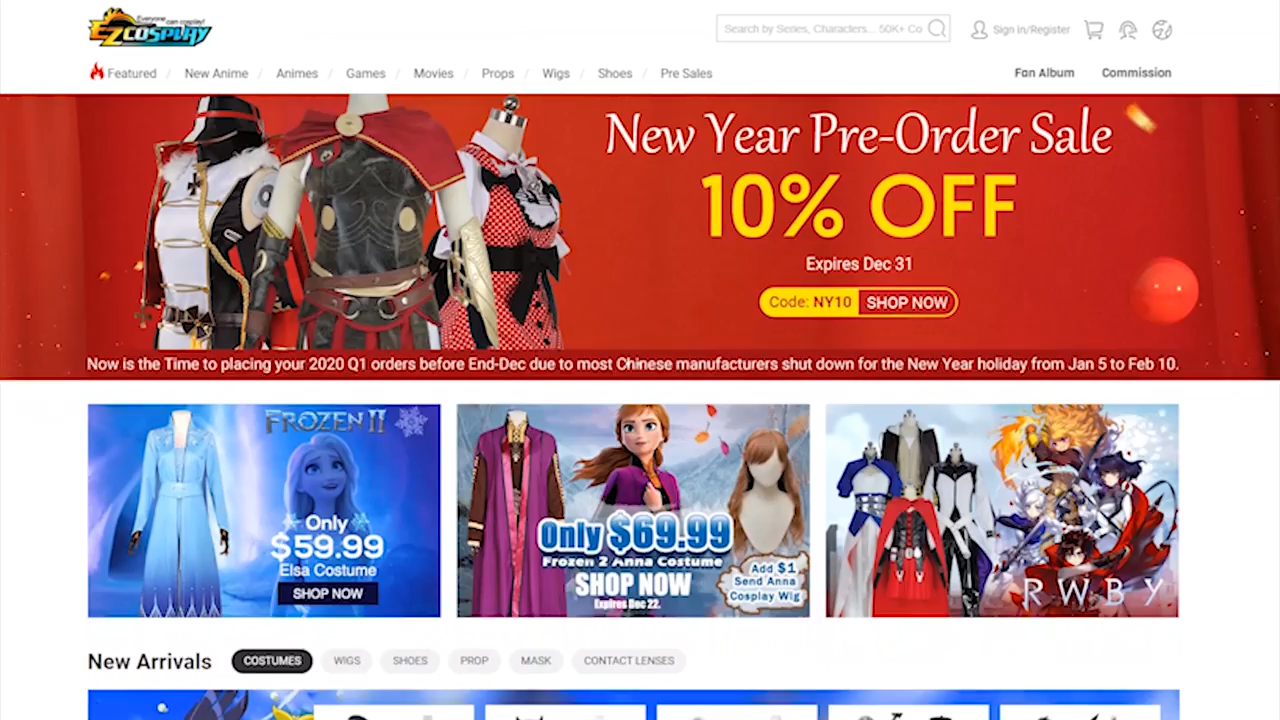 Everyone can cosplay!
EZCOSPLAY
Search by Series, Characters... 50K+ Co
Sign in/Register
Featured / New Anime / Animes / Games / Movies / Props / Wigs / Shoes / Pre Sales
Fan Album
Commission
New Year Pre-Order Sale
10% OFF
Expires Dec 31
Code: NY10 SHOP NOW
Now is the Time to placing your 2020 Q1 orders before End-Dec due to most Chinese manufacturers shut down for the New Year holiday from Jan 5 to Feb 10.
FROZEN II
Only
$59.99
Elsa Costume
SHOP NOW
Only $69.99
Frozen 2 Anna Costume
SHOP NOW
Expires Dec 22.
Add $1
Send Anna
Cosplay Wig
RWBY
New Arrivals
COSTUMES
WIGS
SHOES
PROP
MASK
CONTACT LENSES